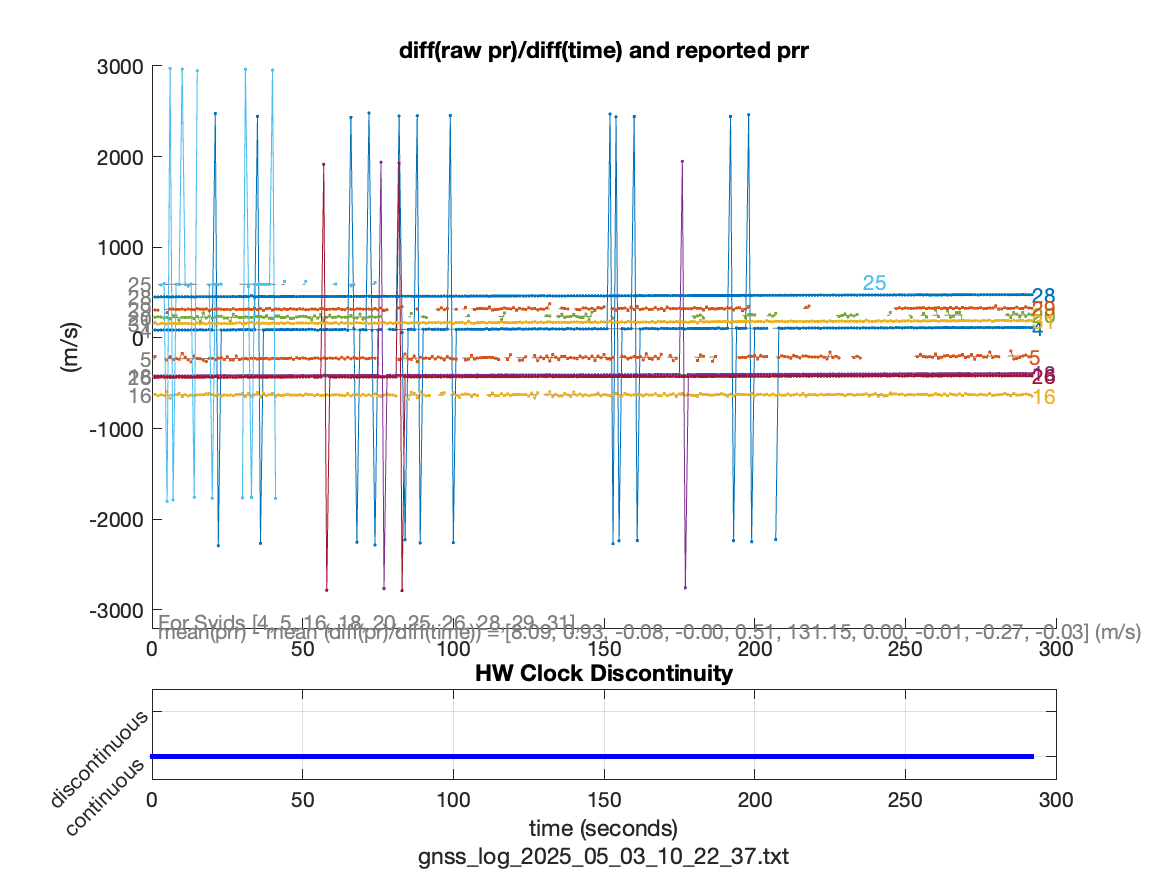 diff(raw pr)/diff(time) and reported prr
3000
2000
1000
0
-1000
-2000
-3000
(m/s)
25
28
5
16
25
28
29
31
4
5
18
26
16
For Svids [4, 5, 16, 18, 20, 25, 26, 28, 29, 31]
mean(prr) - mean (diff(pr)/diff(time)) = [8.09, 0.93, -0.08, -0.00, 0.51, 131.15, 0.00, -0.01, -0.27, -0.03] (m/s)
0 50 100 150 200 250 300
HW Clock Discontinuity
discontinuous
continuous
0 50 100 150 200 250 300
time (seconds)
gnss_log_2025_05_03_10_22_37.txt